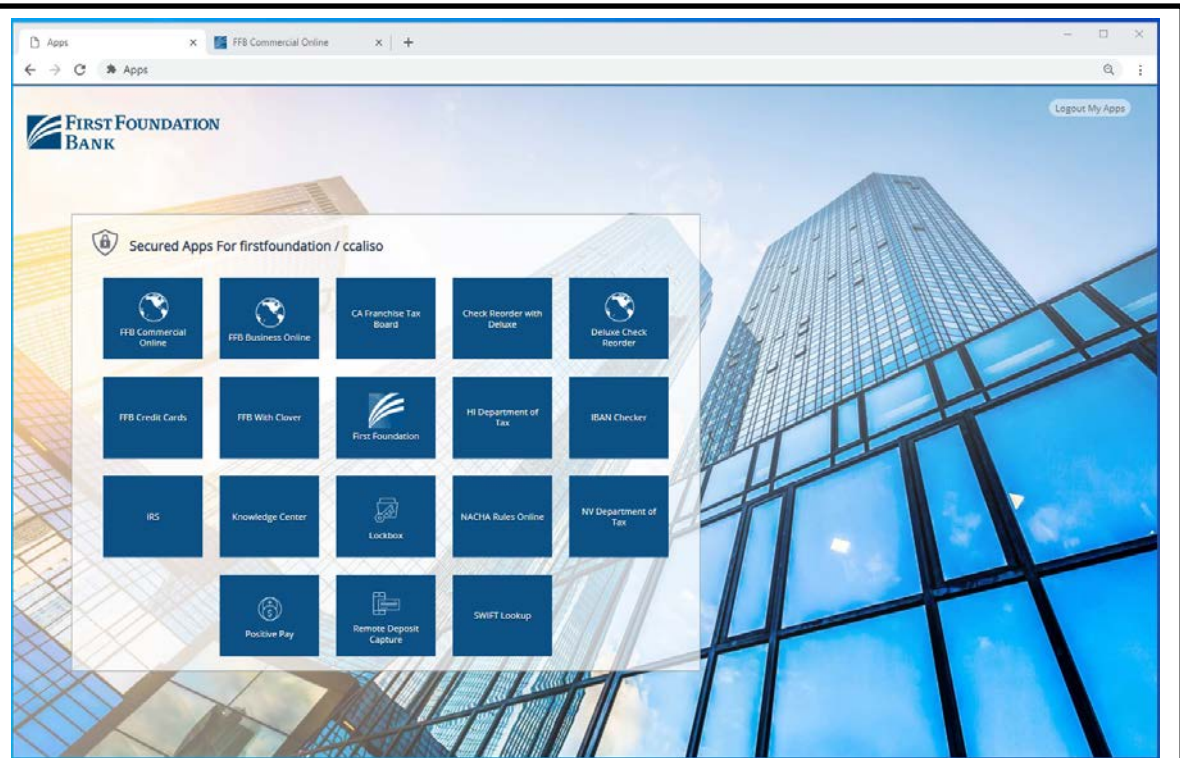 Apps
FFB Commercial Online
Apps
Logout My Apps
FIRST FOUNDATION
BANK
Secured Apps For firstfoundation / ccaliso
FFB Commercial
Online
FFB Business Online
CA Franchise Tax
Board
Check Reorder with
Deluxe
Deluxe Check
Reorder
FFB Credit Cards
FFB With Clover
First Foundation
HI Department of
Tax
IBAN Checker
IRS
Knowledge Center
Lockbox
NACHA Rules Online
NV Department of
Tax
Positive Pay
Remote Deposit
Capture
SWIFT Lookup